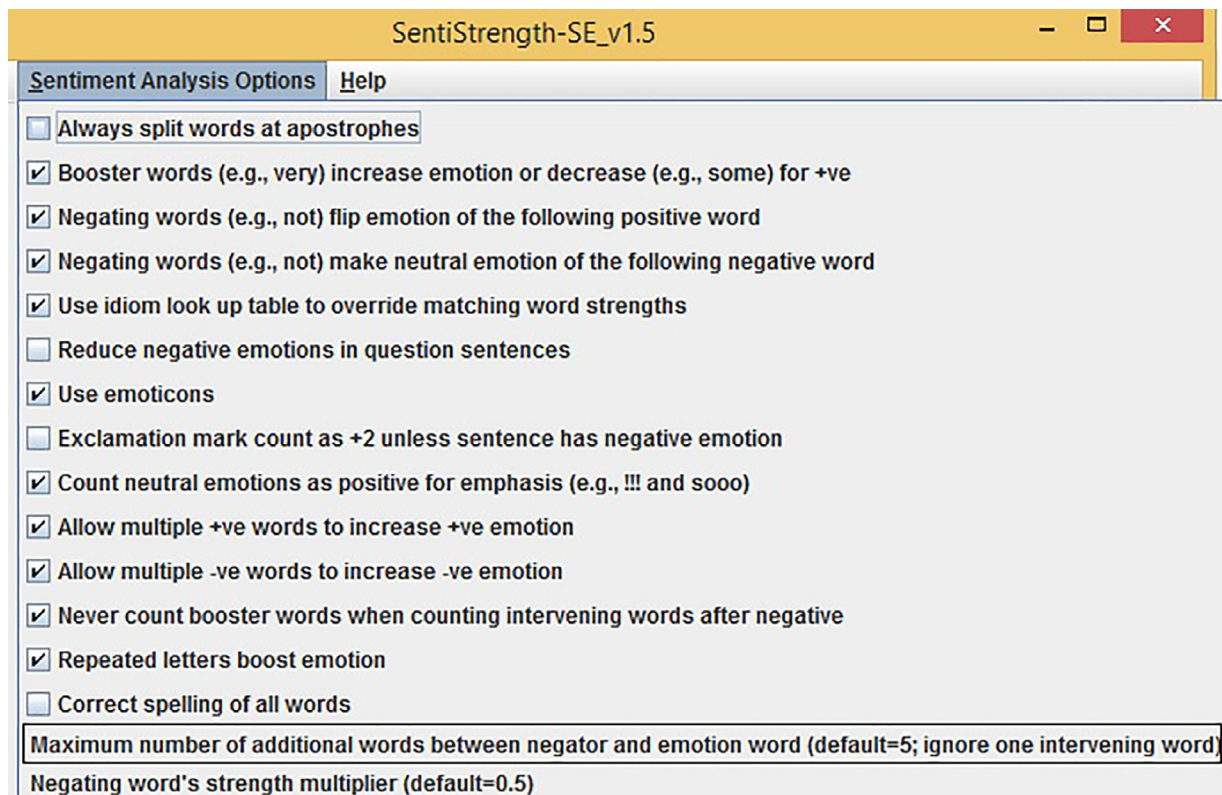 SentiStrength-SE_v1.5
Sentiment Analysis Options Help
Always split words at apostrophes
Booster words (e.g., very) increase emotion or decrease (e.g., some) for +ve
Negating words (e.g., not) flip emotion of the following positive word
Negating words (e.g., not) make neutral emotion of the following negative word
Use idiom look up table to override matching word strengths
Reduce negative emotions in question sentences
Use emoticons
Exclamation mark count as +2 unless sentence has negative emotion
Count neutral emotions as positive for emphasis (e.g., !!! and sooo)
Allow multiple +ve words to increase +ve emotion
Allow multiple -ve words to increase -ve emotion
Never count booster words when counting intervening words after negative
Repeated letters boost emotion
Correct spelling of all words
Maximum number of additional words between negator and emotion word (default=5; ignore one intervening word)
Negating word's strength multiplier (default=0.5)